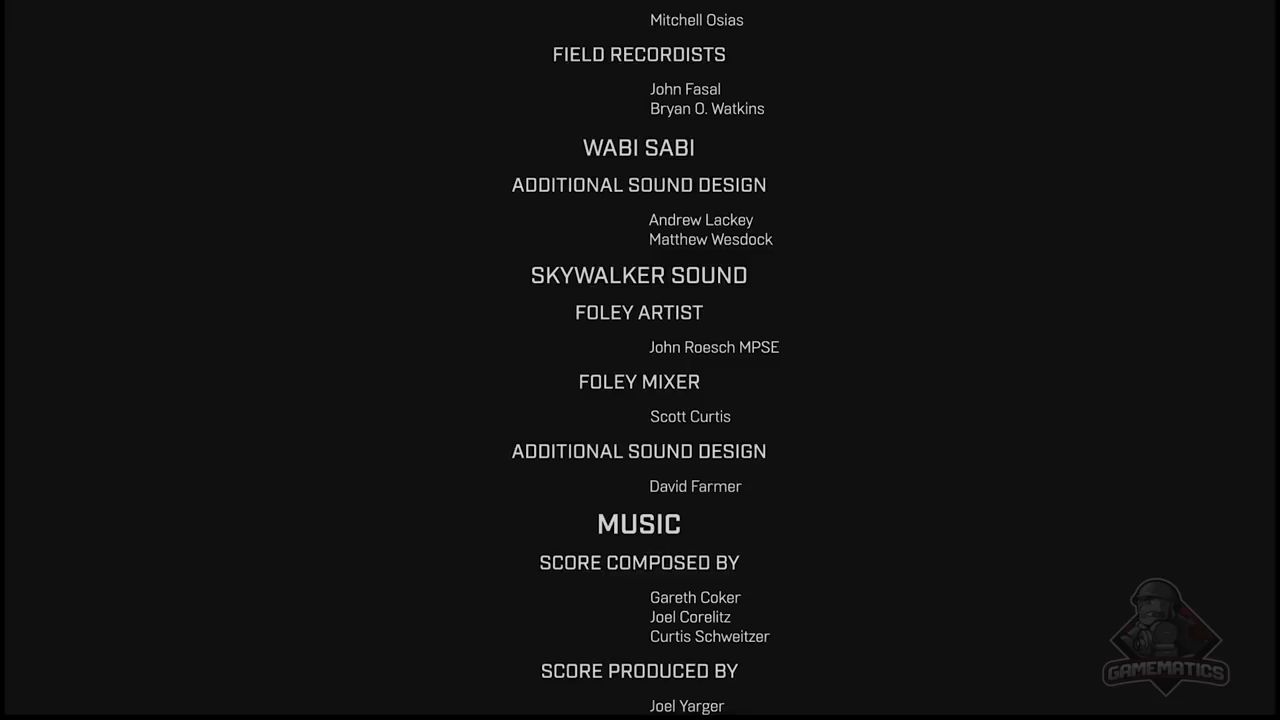 Mitchell Osias
FIELD RECORDISTS
John Fasal
Bryan O. Watkins
WABI SABI
ADDITIONAL SOUND DESIGN
Andrew Lackey
Matthew Wesdock
SKYWALKER SOUND
FOLEY ARTIST
John Roesch MPSE
FOLEY MIXER
Scott Curtis
ADDITIONAL SOUND DESIGN
David Farmer
MUSIC
SCORE COMPOSED BY
Gareth Coker
Joel Corelitz
Curtis Schweitzer
SCORE PRODUCED BY
Joel Yarger
GAMEMATICS